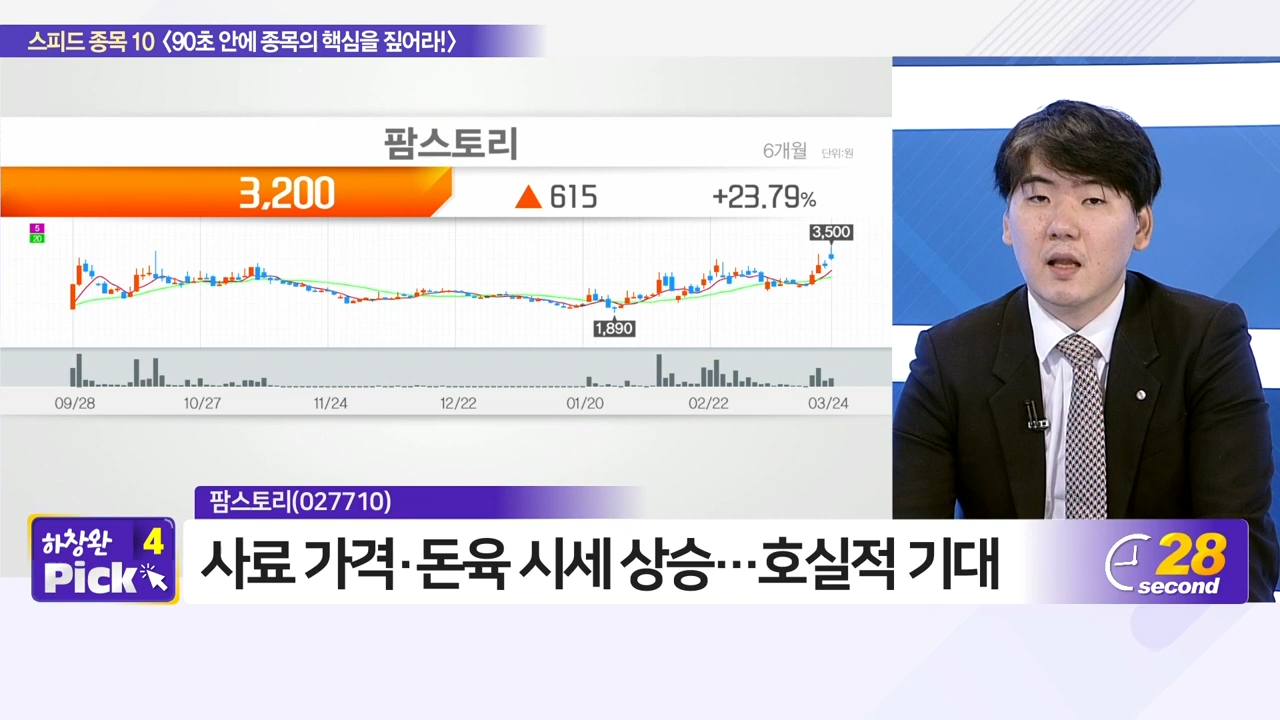 스피드 종목 10 〈90초 안에 종목의 핵심을 짚어라!〉
팜스토리
6개월 단위:원
3,200 ▲ 615 +23.79%
5
20
3,500
1,890
09/28 10/27 11/24 12/22 01/20 02/22 03/24
팜스토리(027710)
하창완 4
Pick
사료 가격·돈육 시세 상승…호실적 기대
28
second